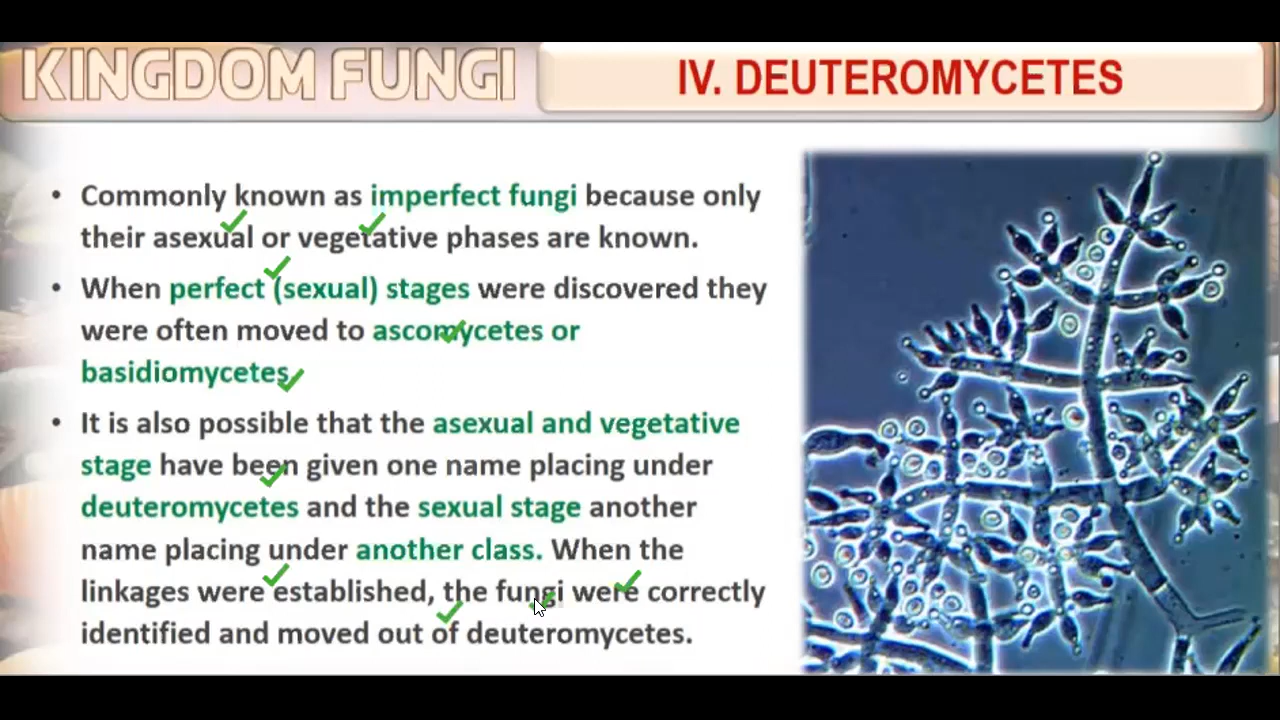 KINGDOM FUNGI
IV. DEUTEROMYCETES
• Commonly known as imperfect fungi because only
their asexual or vegetative phases are known.
• When perfect (sexual) stages were discovered they
were often moved to ascomycetes or
basidiomycetes
• It is also possible that the asexual and vegetative
stage have been given one name placing under
deuteromycetes and the sexual stage another
name placing under another class. When the
linkages were established, the fungi were correctly
identified and moved out of deuteromycetes.